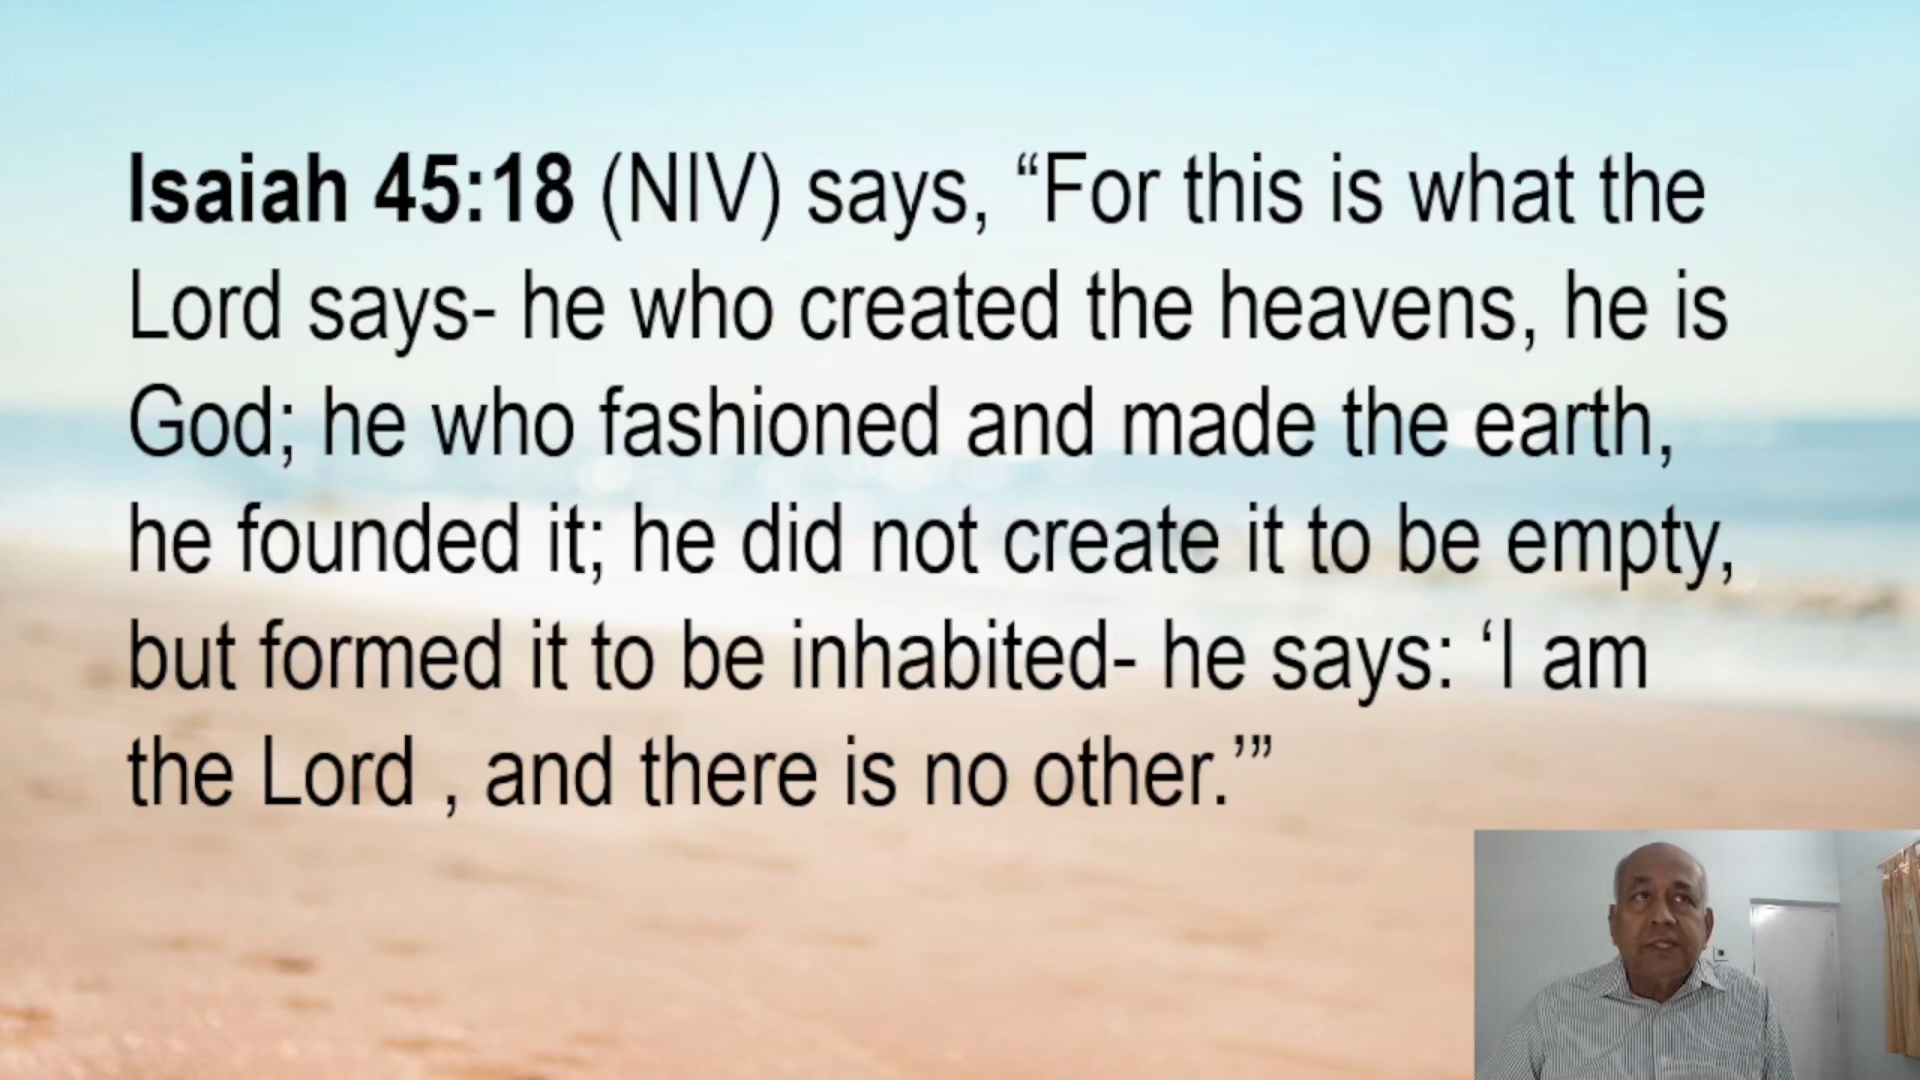 Isaiah 45:18 (NIV) says, “For this is what the
Lord says- he who created the heavens, he is
God; he who fashioned and made the earth,
he founded it; he did not create it to be empty,
but formed it to be inhabited- he says: ‘I am
the Lord , and there is no other.’”